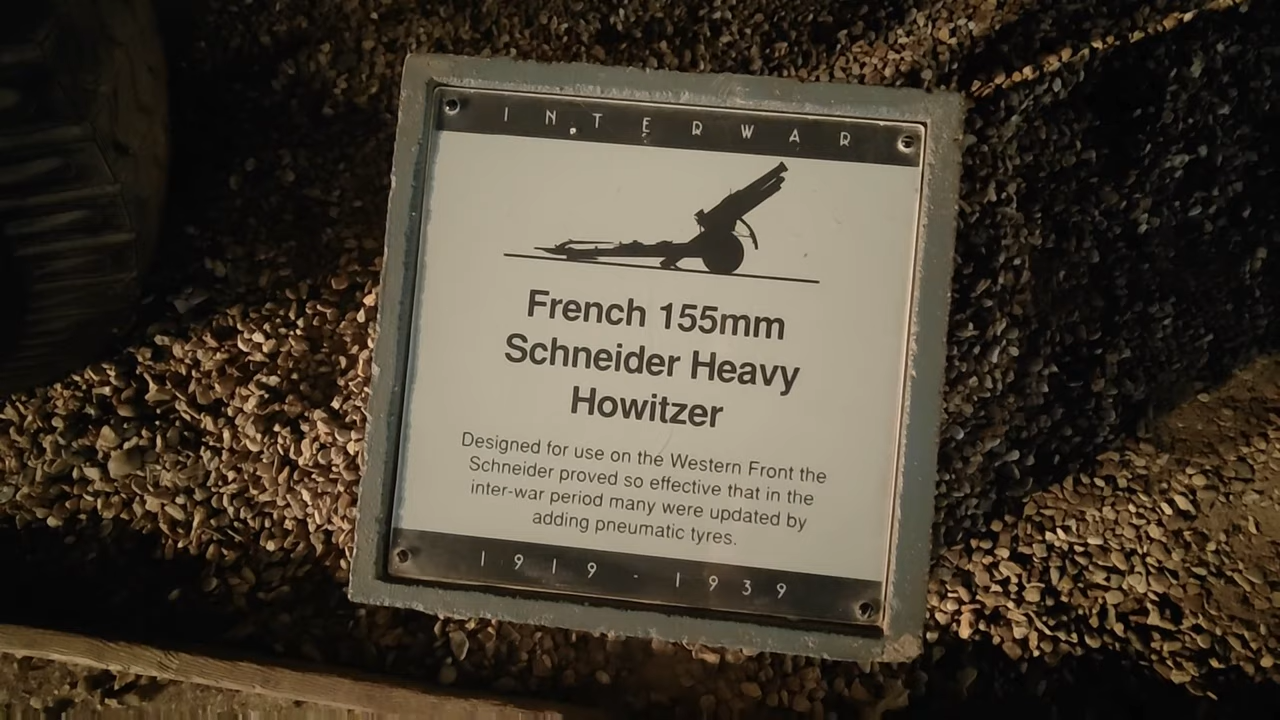 INTERWAR
French 155mm
Schneider Heavy
Howitzer
Designed for use on the Western Front the
Schneider proved so effective that in the
inter-war period many were updated by
adding pneumatic tyres.
1919 - 1939